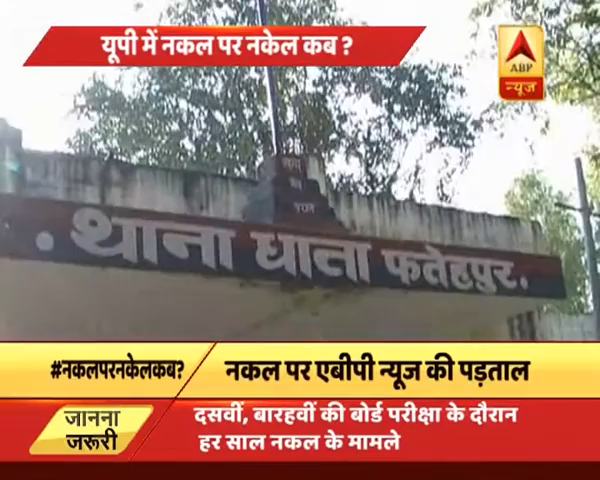 यूपी में नकल पर नकेल कब ?
ABP
न्यूज़
. थाना धाता फतेहपुर .
#नकलपरनकेलकब?
नकल पर एबीपी न्यूज की पड़ताल
जानना
जरूरी
दसवीं, बारहवीं की बोर्ड परीक्षा के दौरान
हर साल नकल के मामले